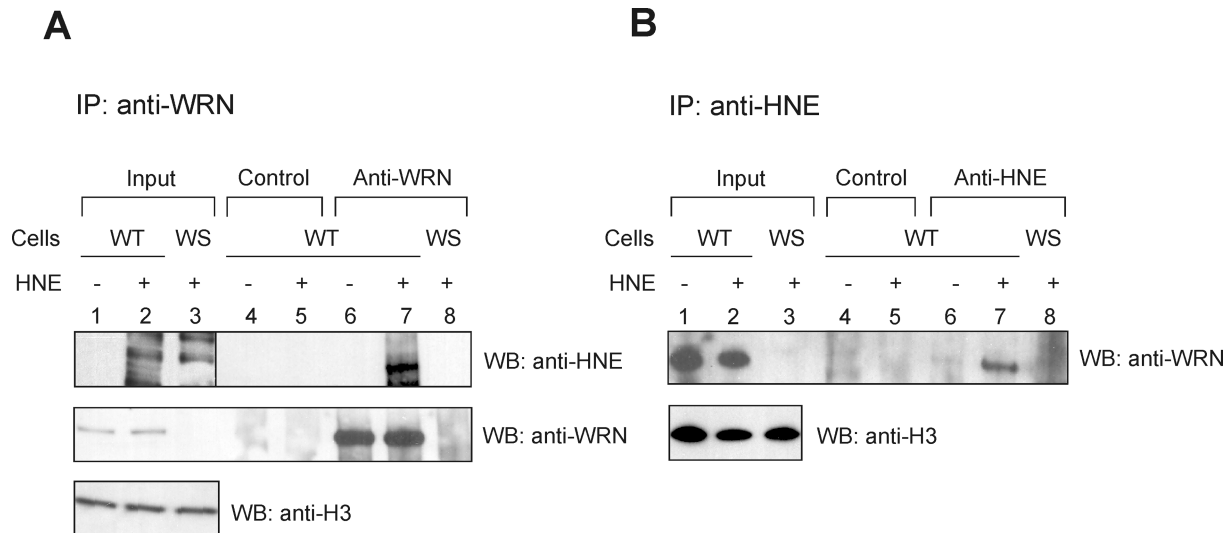 A
IP: anti-WRN
Input Control Anti-WRN
Cells WT WS WT WS
HNE - + + - + - + +
1 2 3 4 5 6 7 8
WB: anti-HNE
WB: anti-WRN
WB: anti-H3
B
IP: anti-HNE
Input Control Anti-HNE
Cells WT WS WT WS
HNE - + + - + - + +
1 2 3 4 5 6 7 8
WB: anti-WRN
WB: anti-H3